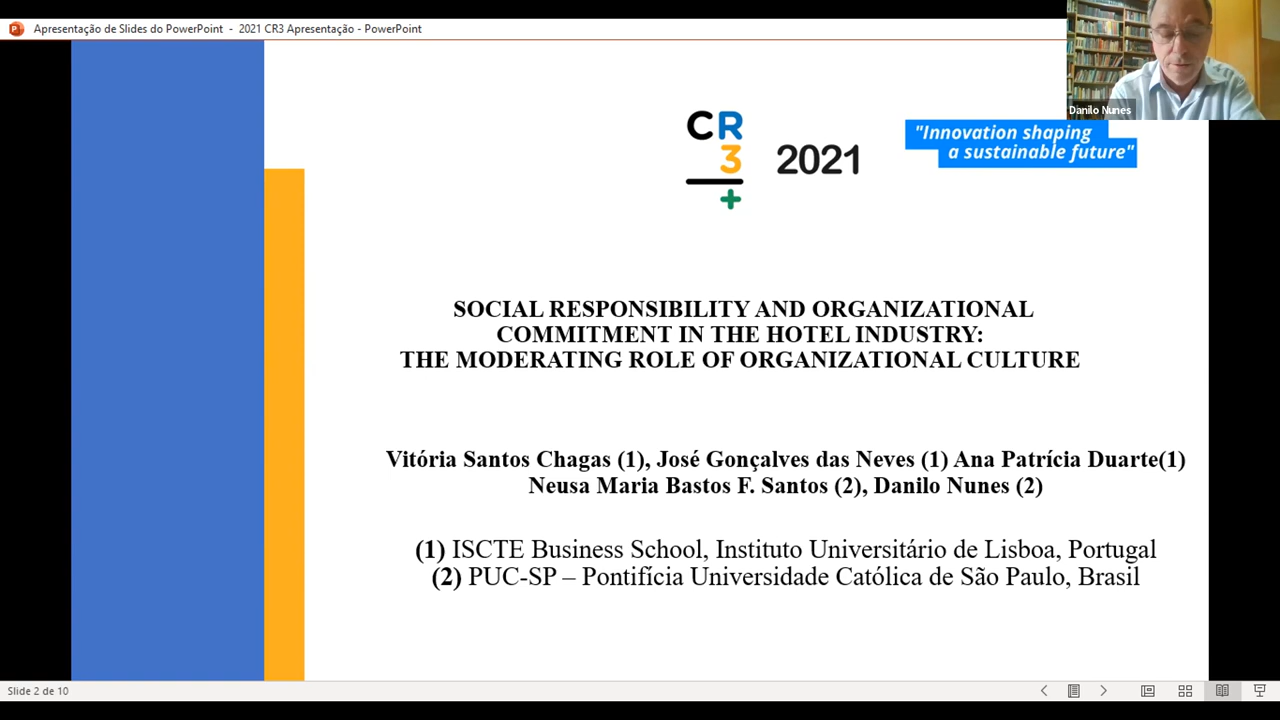 Apresentação de Slides do PowerPoint - 2021 CR3 Apresentação - PowerPoint
Danilo Nunes
CR
3
+
2021
"Innovation shaping
a sustainable future"
SOCIAL RESPONSIBILITY AND ORGANIZATIONAL
COMMITMENT IN THE HOTEL INDUSTRY:
THE MODERATING ROLE OF ORGANIZATIONAL CULTURE
Vitória Santos Chagas (1), José Gonçalves das Neves (1) Ana Patrícia Duarte(1)
Neusa Maria Bastos F. Santos (2), Danilo Nunes (2)
(1) ISCTE Business School, Instituto Universitário de Lisboa, Portugal
(2) PUC-SP – Pontifícia Universidade Católica de São Paulo, Brasil
Slide 2 de 10